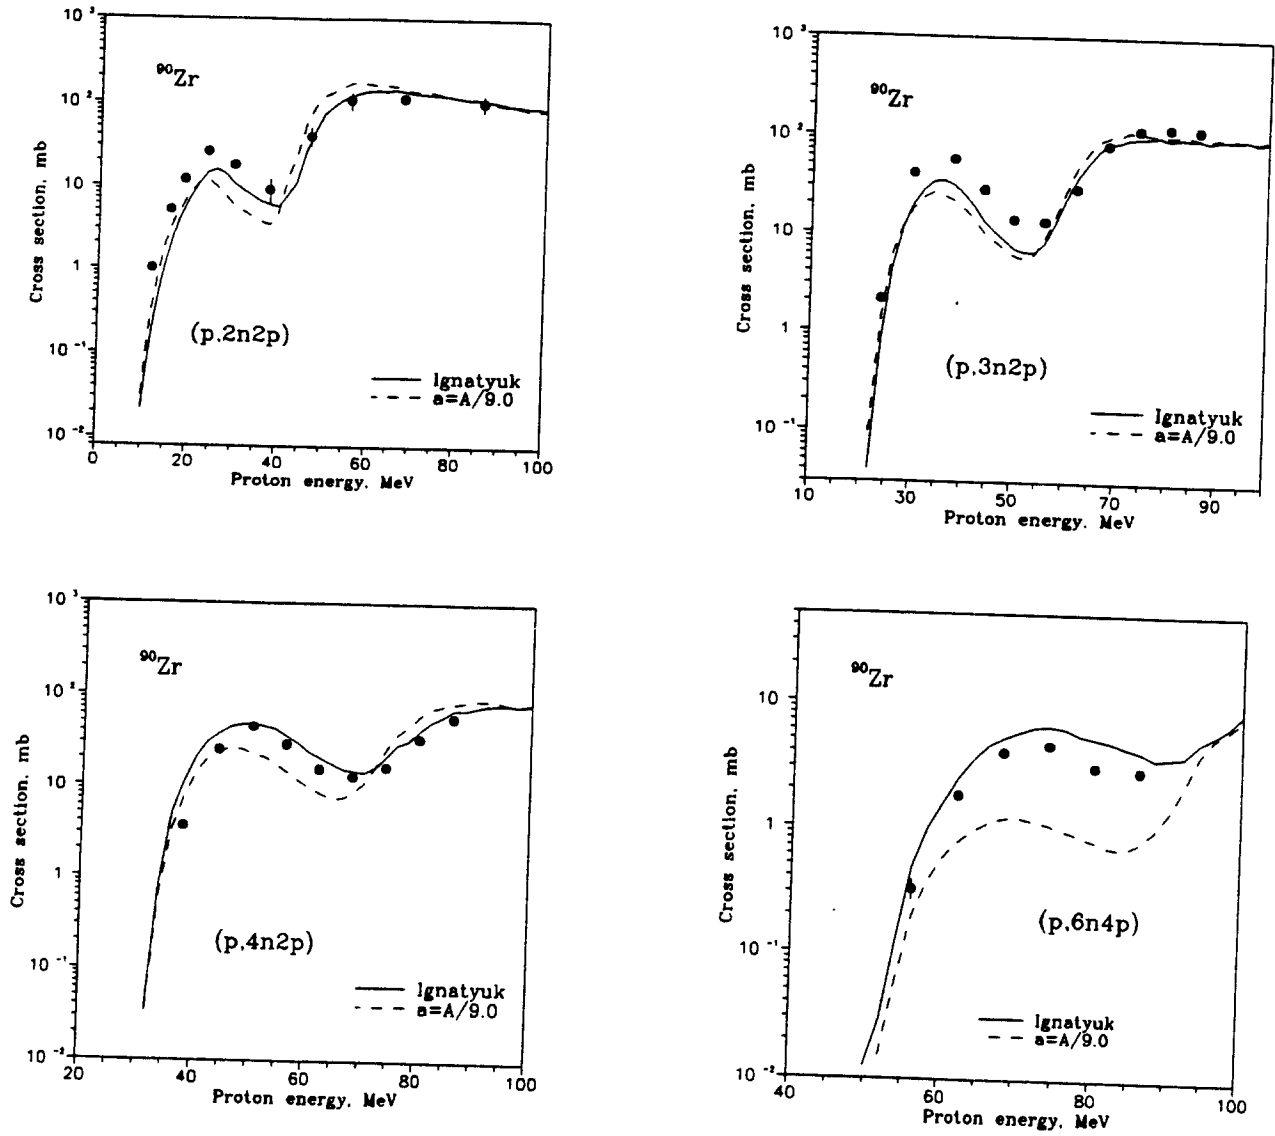 10³
10²
10
1
10⁻¹
10⁻²
Cross section, mb
⁹⁰Zr
(p,2n2p)
Ignatyuk
a=A/9.0
0 20 40 60 80 100
Proton energy, MeV
10³
10²
10
1
10⁻¹
Cross section, mb
⁹⁰Zr
(p,3n2p)
Ignatyuk
a=A/9.0
10 30 50 70 90
Proton energy, MeV
10³
10²
10
1
10⁻¹
10⁻²
Cross section, mb
⁹⁰Zr
(p,4n2p)
Ignatyuk
a=A/9.0
20 40 60 80 100
Proton energy, MeV
10
1
10⁻¹
10⁻²
Cross section, mb
⁹⁰Zr
(p,6n4p)
Ignatyuk
a=A/9.0
40 60 80 100
Proton energy, MeV